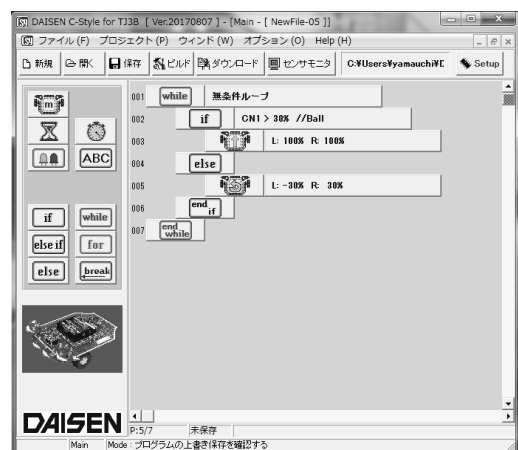 DAISEN C-Style for TJ3B [ Ver.20170807 ] - [Main - [ NewFile-05 ]]
ファイル(F) プロジェクト(P) ウィンド(W) オプション(O) Help(H)
新規 開く 保存 ビルド ダウンロード センサモニタ C:¥Users¥yamauchi¥D Setup
m
ABC
if while
else if for
else break
001 while 無条件ループ
002 if CN1 > 30% //Ball
003 L: 100% R: 100%
004 else
005 L: -30% R: 30%
006 end if
007 end while
DAISEN
P:5/7 未保存
Main Mode : プログラムの上書き保存を確認する